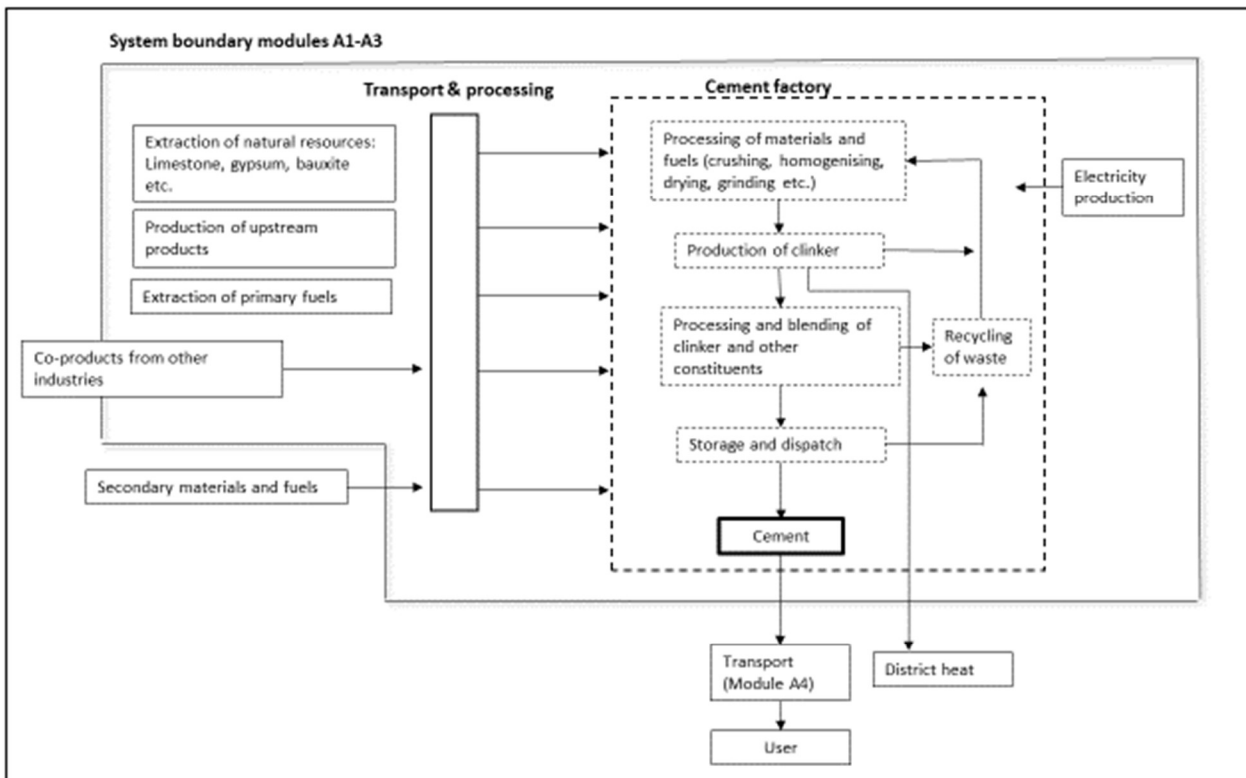 System boundary modules A1-A3
Transport & processing
Cement factory
Extraction of natural resources:
Limestone, gypsum, bauxite
etc.
Production of upstream
products
Extraction of primary fuels
Co-products from other
industries
Secondary materials and fuels
Processing of materials and
fuels (crushing, homogenising,
drying, grinding etc.)
Production of clinker
Processing and blending of
clinker and other
constituents
Recycling
of waste
Storage and dispatch
Cement
Electricity
production
Transport
(Module A4)
District heat
User